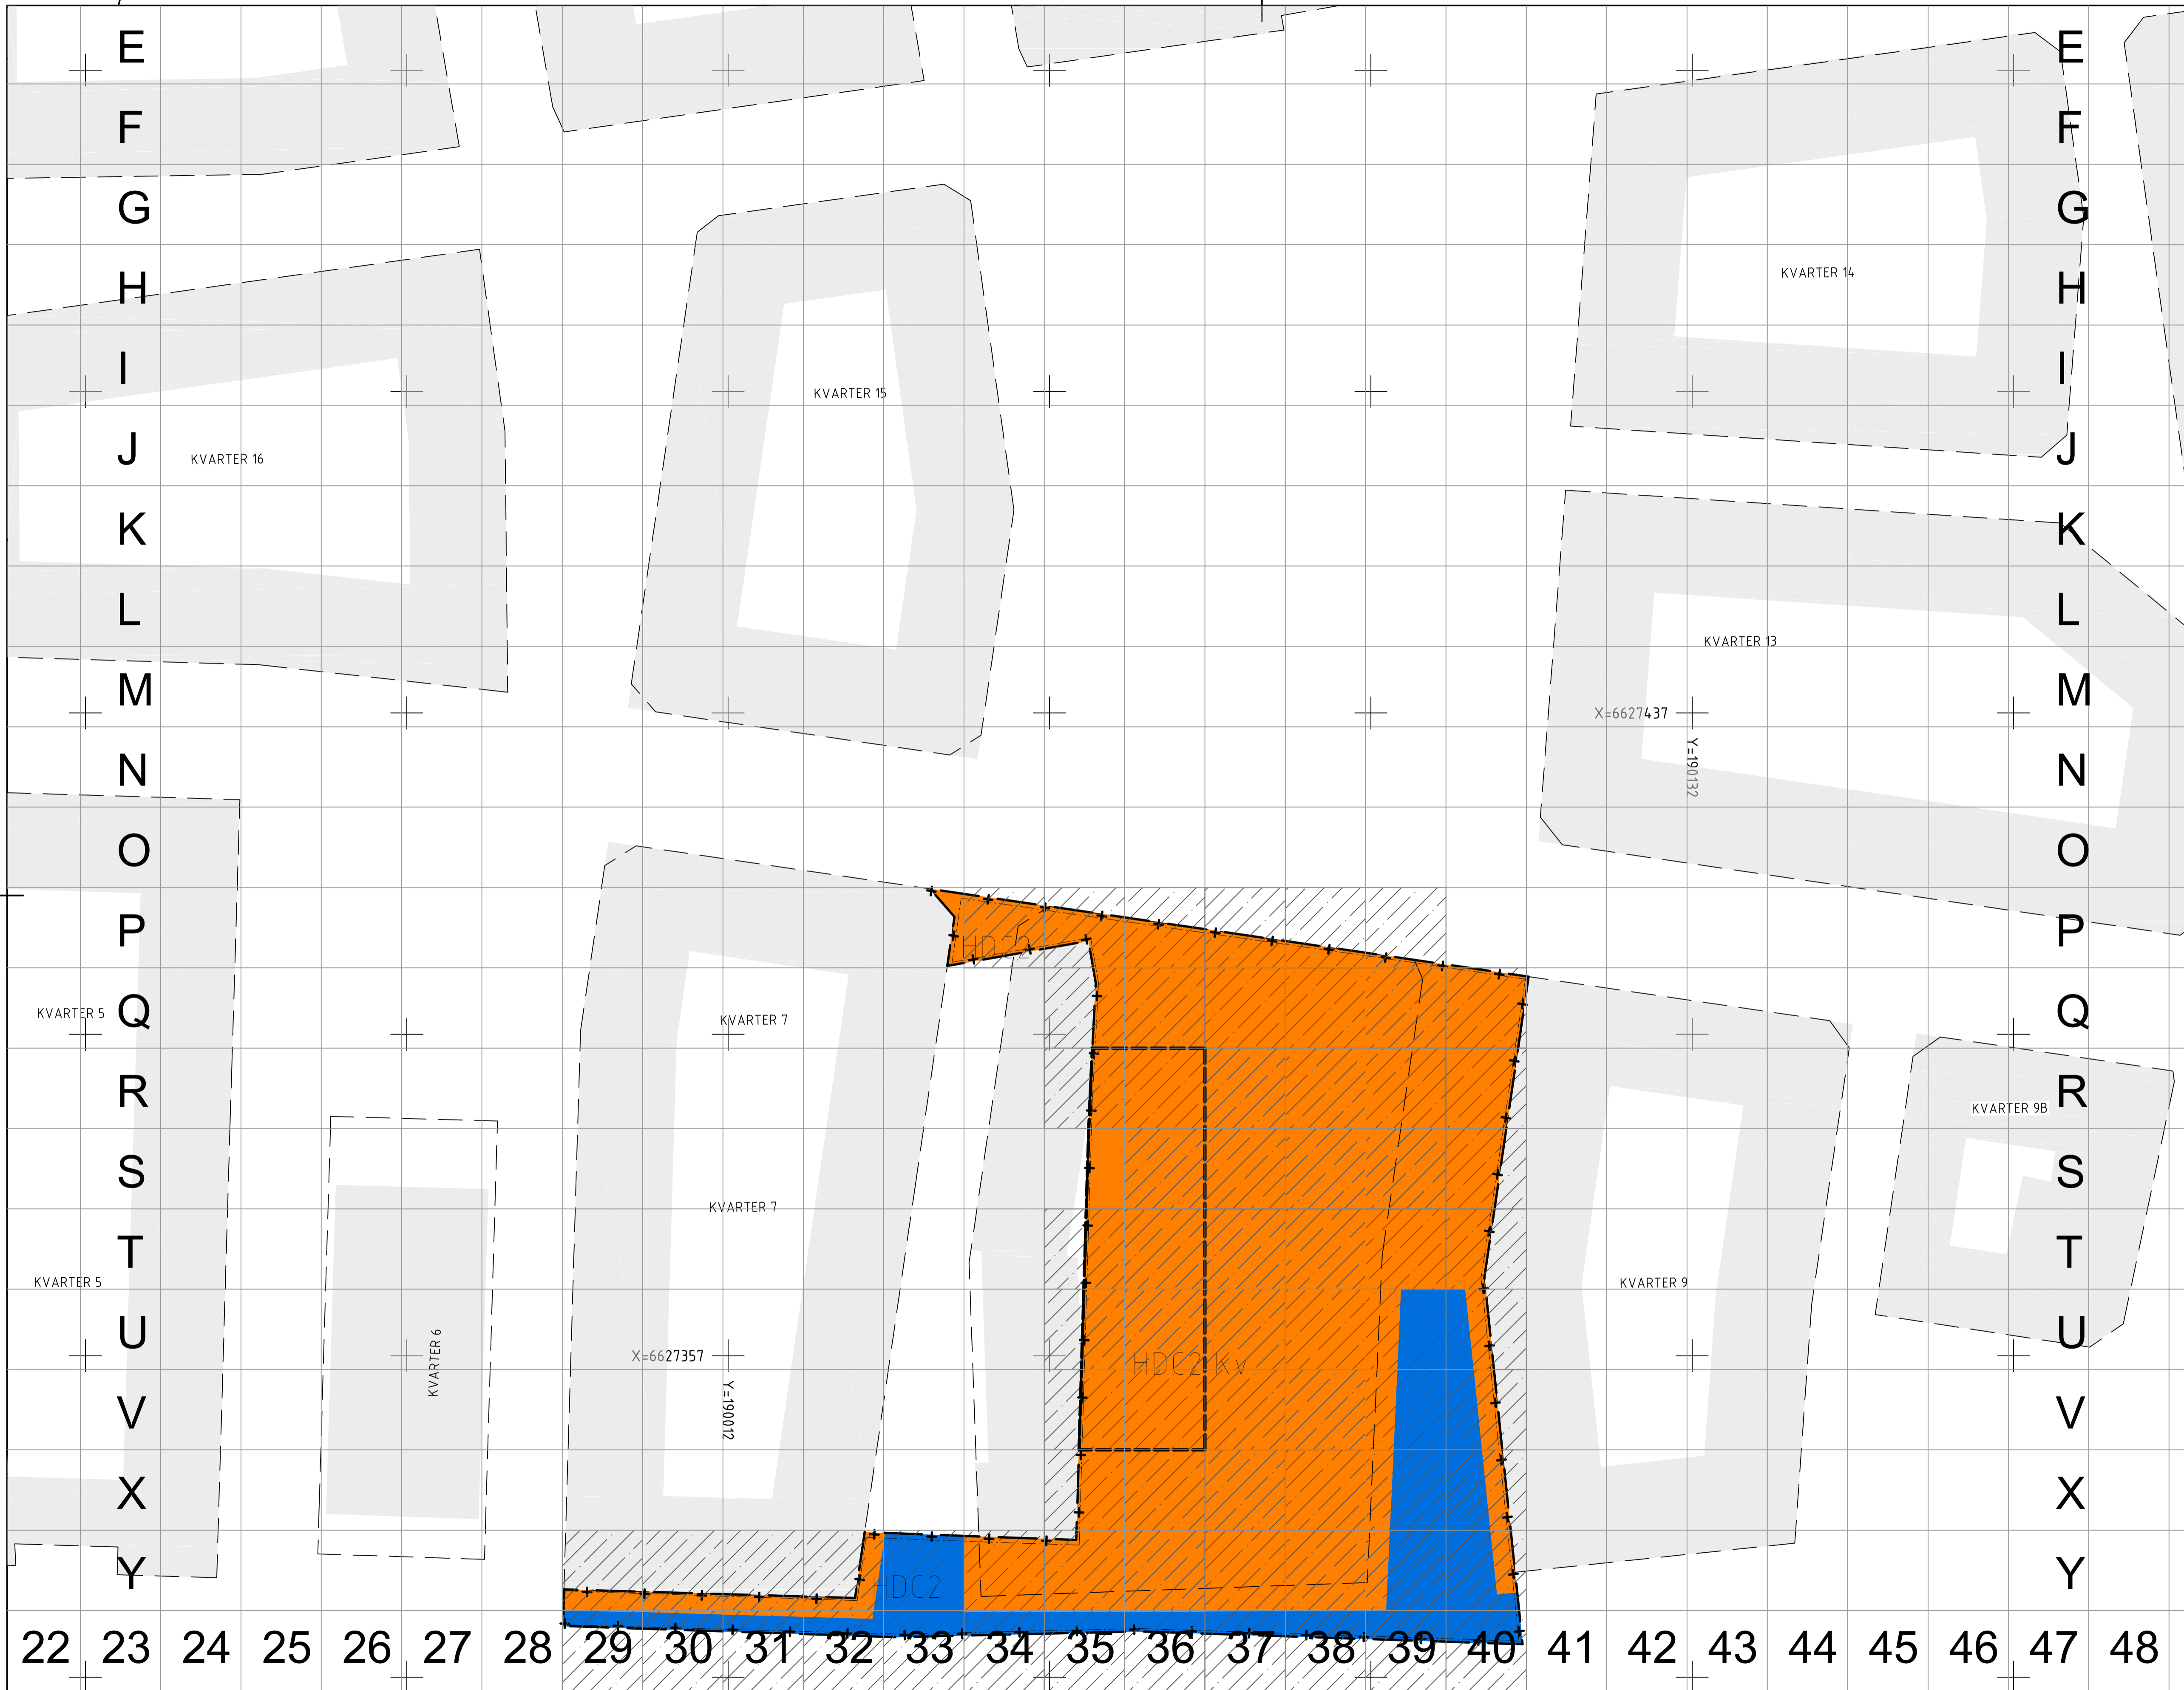 E E
F F
G G
H KVARTER 14 H
I I
KVARTER 15
J KVARTER 16 J
K K
L L
KVARTER 13
M M
X=6627437
Y=190132
N N
O O
P P
HDC2
KVARTER 5 Q KVARTER 7 Q
R KVARTER 9B R
S S
KVARTER 7
T T
KVARTER 5 KVARTER 9
U U
KVARTER 6
X=6627357
Y=190012
HDC2 KV
V V
X X
Y HDC2 Y
22 23 24 25 26 27 28 29 30 31 32 33 34 35 36 37 38 39 40 41 42 43 44 45 46 47 48